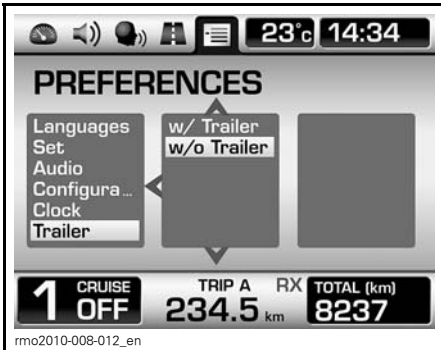 23°c 14:34
PREFERENCES
Languages
Set
Audio
Configura...
Clock
Trailer
w/ Trailer
w/o Trailer
1 CRUISE OFF
TRIP A
234.5 km
RX
TOTAL (km)
8237
rmo2010-008-012_en